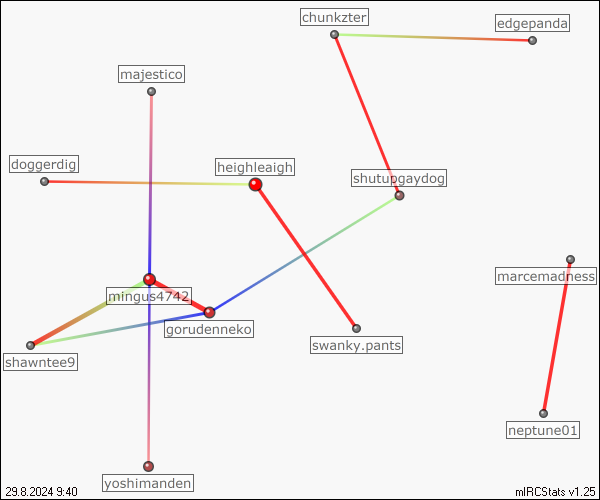 chunkzter
edgepanda
majestico
doggerdig
heighleaigh
shutupgaydog
marcemadness
mingus4742
gorudenneko
swanky.pants
shawntee9
neptune01
yoshimanden
29.8.2024 9:40
mIRCStats v1.25